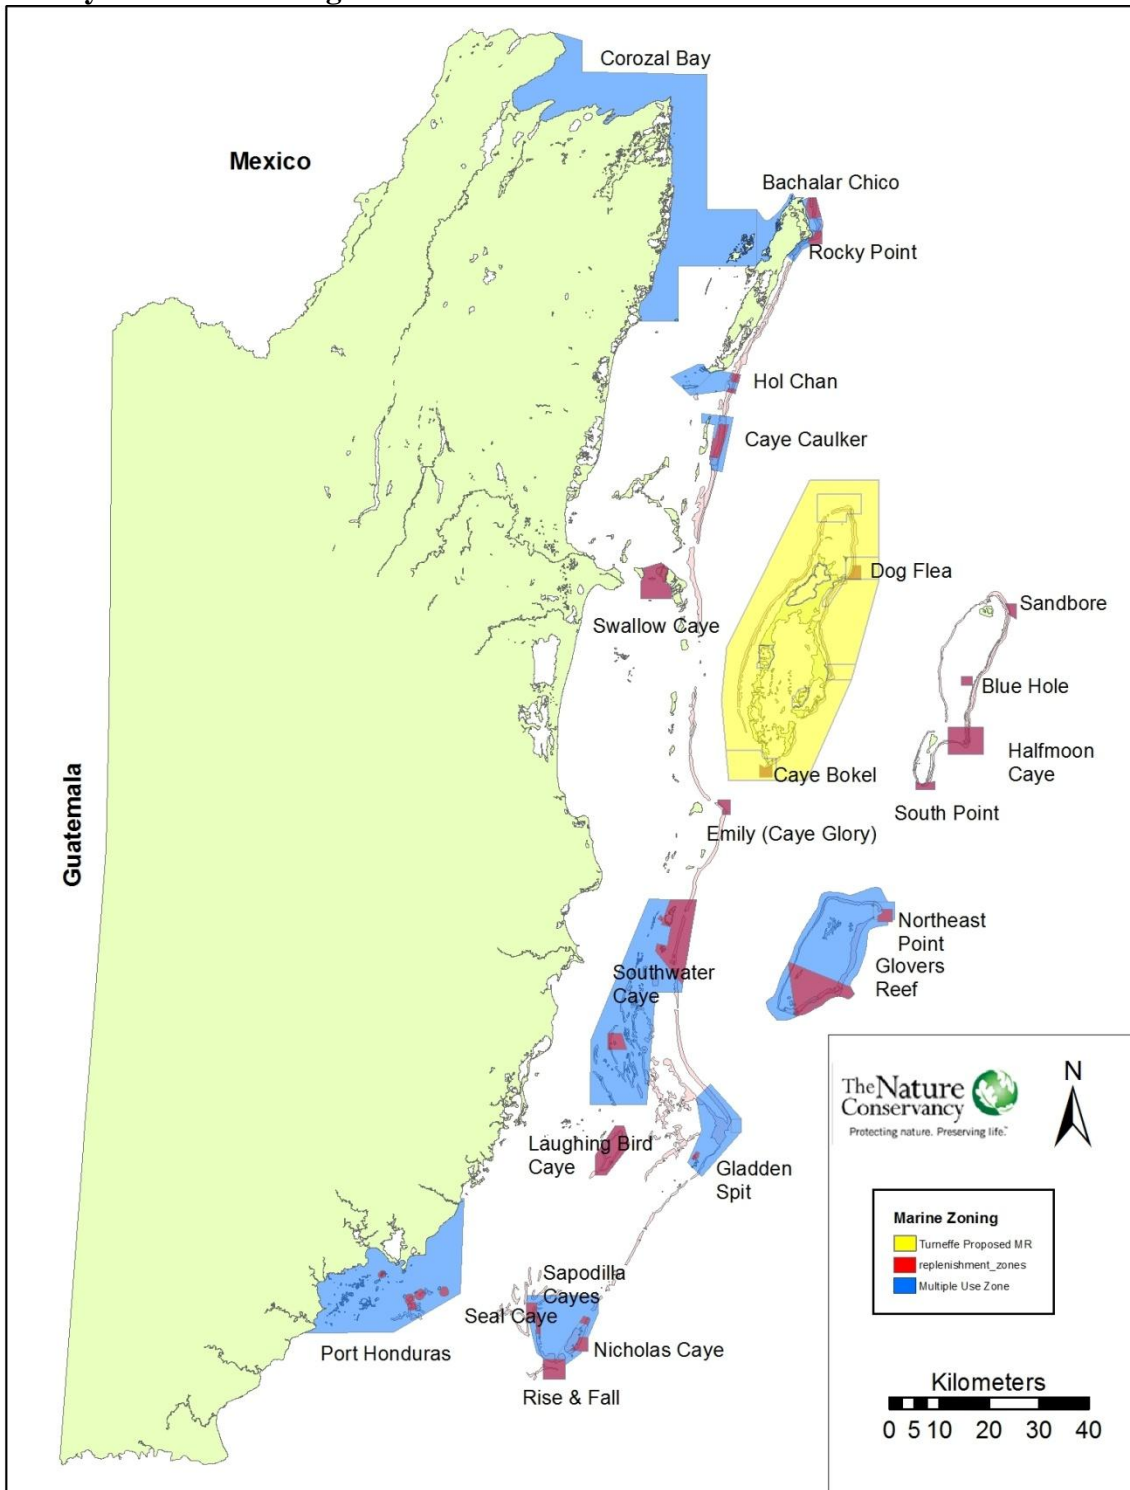 Corozal Bay
Mexico
Bachalar Chico
Rocky Point
Hol Chan
Caye Caulker
Dog Flea
Sandbore
Swallow Caye
Blue Hole
Halfmoon
Caye
Caye Bokel
South Point
Guatemala
Emily (Caye Glory)
Northeast
Point
Glovers
Reef
Southwater
Caye
Laughing Bird
Caye
Gladden
Spit
Sapodilla
Cayes
Seal Caye
Nicholas Caye
Port Honduras
Rise & Fall
The Nature
Conservancy
Protecting nature. Preserving life.™
N
Marine Zoning
Turneffe Proposed MR
replenishment_zones
Multiple Use Zone
Kilometers
0 5 10 20 30 40